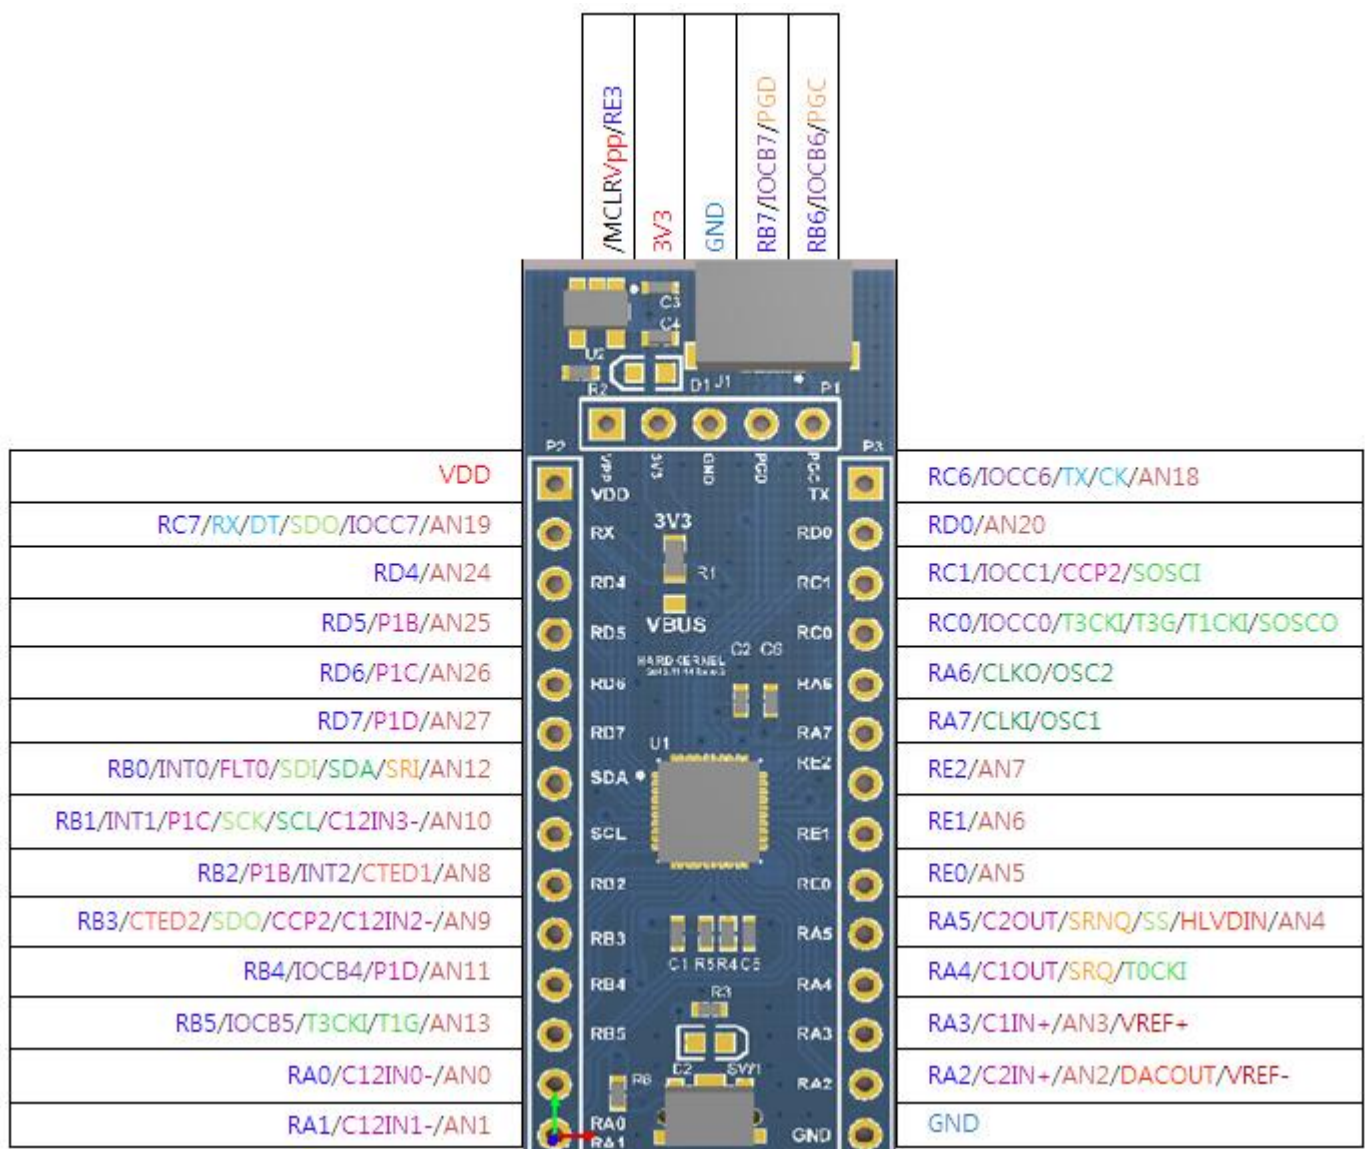 /MCLRVpp/RE3
3V3
GND
RB7/IOCB7/PGD
RB6/IOCB6/PGC
C3
C4
U2
R2
D1
J1
P1
P2
P3
VPP
3V3
GND
PGD
PGC
VDD
VDD
TX
RC6/IOCC6/TX/CK/AN18
RC7/RX/DT/SDO/IOCC7/AN19
RX
3V3
RD0
RD0/AN20
RD4/AN24
RD4
R1
RC1
RC1/IOCC1/CCP2/SOSCI
RD5/P1B/AN25
RD5
VBUS
RC0
RC0/IOCC0/T3CKI/T3G/T1CKI/SOSCO
C2
C6
HARDKERNEL
RD6/P1C/AN26
RD6
RA6
RA6/CLKO/OSC2
RD7/P1D/AN27
RD7
U1
RA7
RA7/CLKI/OSC1
RB0/INT0/FLT0/SDI/SDA/SRI/AN12
SDA
RE2
RE2/AN7
RB1/INT1/P1C/SCK/SCL/C12IN3-/AN10
SCL
RE1
RE1/AN6
RB2/P1B/INT2/CTED1/AN8
RB2
RE0
RE0/AN5
RB3/CTED2/SDO/CCP2/C12IN2-/AN9
RB3
RA5
RA5/C2OUT/SRNQ/SS/HLVDIN/AN4
C1 R5 R4 C5
RB4/IOCB4/P1D/AN11
RB4
R3
RA4
RA4/C1OUT/SRQ/T0CKI
RB5/IOCB5/T3CKI/T1G/AN13
RB5
RA3
RA3/C1IN+/AN3/VREF+
RA0/C12IN0-/AN0
R6
D2
SW1
RA2
RA2/C2IN+/AN2/DACOUT/VREF-
RA1/C12IN1-/AN1
RA0
RA1
GND
GND